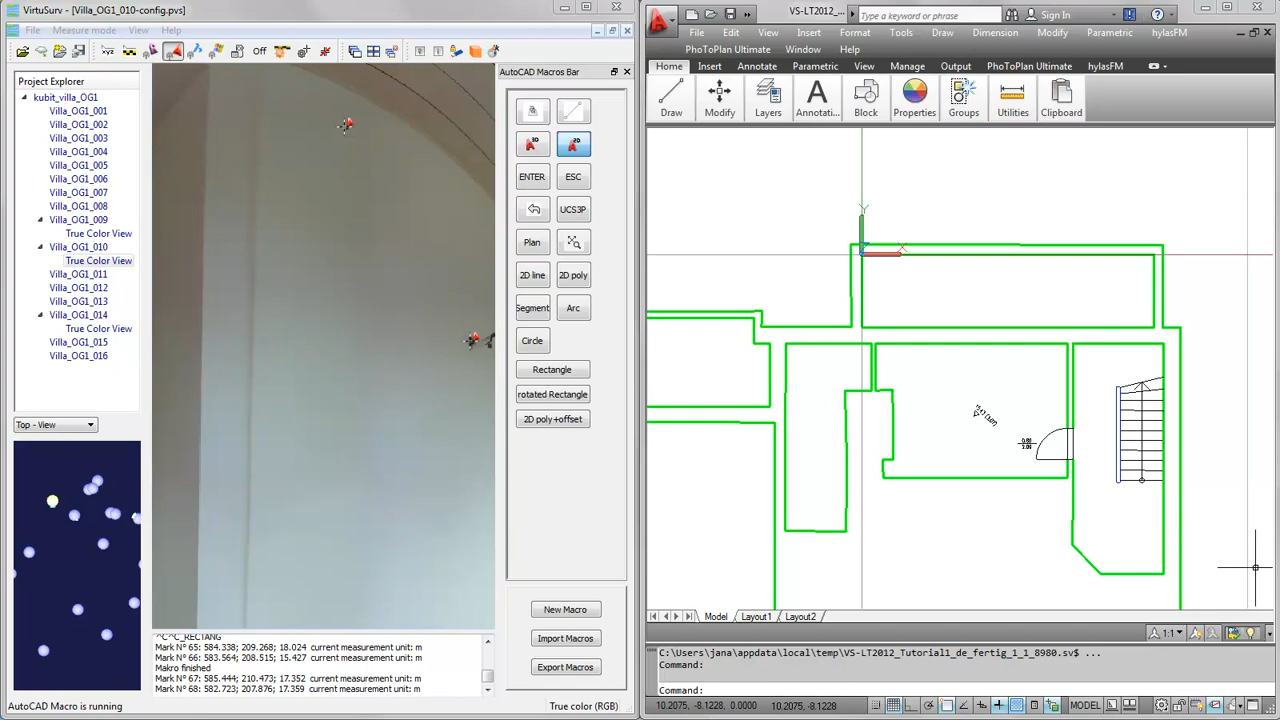 VirtuSurv - [Villa_OG1_010-config.pvs]
File Measure mode View Help
xyz Off
Project Explorer
kubit_villa_OG1
Villa_OG1_001
Villa_OG1_002
Villa_OG1_003
Villa_OG1_004
Villa_OG1_005
Villa_OG1_006
Villa_OG1_007
Villa_OG1_008
Villa_OG1_009
True Color View
Villa_OG1_010
True Color View
Villa_OG1_011
Villa_OG1_012
Villa_OG1_013
Villa_OG1_014
True Color View
Villa_OG1_015
Villa_OG1_016
Top - View
^C^C_RECTANG
Mark N° 65: 584.338; 209.268; 18.024 current measurement unit: m
Mark N° 66: 583.564; 208.515; 15.427 current measurement unit: m
Makro finished
Mark N° 67: 585.444; 210.473; 17.352 current measurement unit: m
Mark N° 68: 582.723; 207.876; 17.359 current measurement unit: m
AutoCAD Macro is running
True color (RGB)
AutoCAD Macros Bar
3D 2D
ENTER ESC
UCS3P
Plan
2D line 2D poly
Segment Arc
Circle
Rectangle
rotated Rectangle
2D poly+offset
New Macro
Import Macros
Export Macros
VS-LT2012_...
Type a keyword or phrase
Sign In
File Edit View Insert Format Tools Draw Dimension Modify Parametric hylasFM
PhoToPlan Ultimate Window Help
Home Insert Annotate Parametric View Manage Output PhoToPlan Ultimate hylasFM
Draw Modify Layers Annotati... Block Properties Groups Utilities Clipboard
Y
X
Model Layout1 Layout2
1:1
C:\Users\jana\appdata\local\temp\VS-LT2012_Tutorial1_de_fertig_1_1_8980.sv$ ...
Command:
Command:
10.2075, -8.1228, 0.0000 10.2075, -8.1228 MODEL